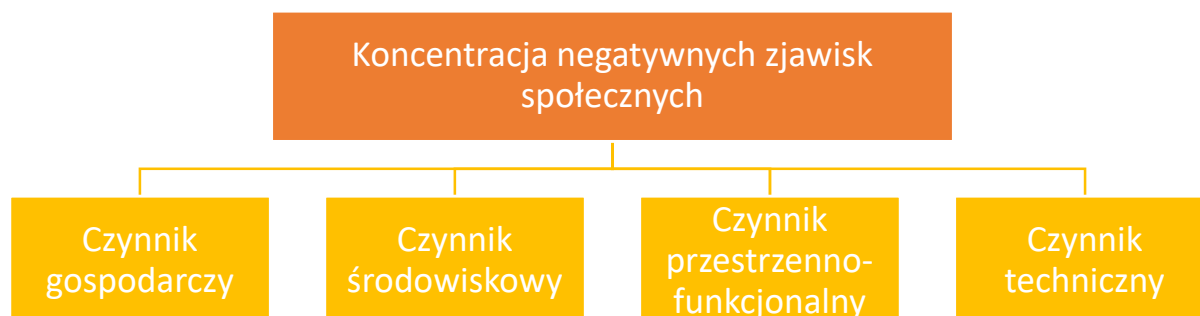 Koncentracja negatywnych zjawisk
społecznych
Czynnik
gospodarczy
Czynnik
środowiskowy
Czynnik
przestrzenno-
funkcjonalny
Czynnik
techniczny